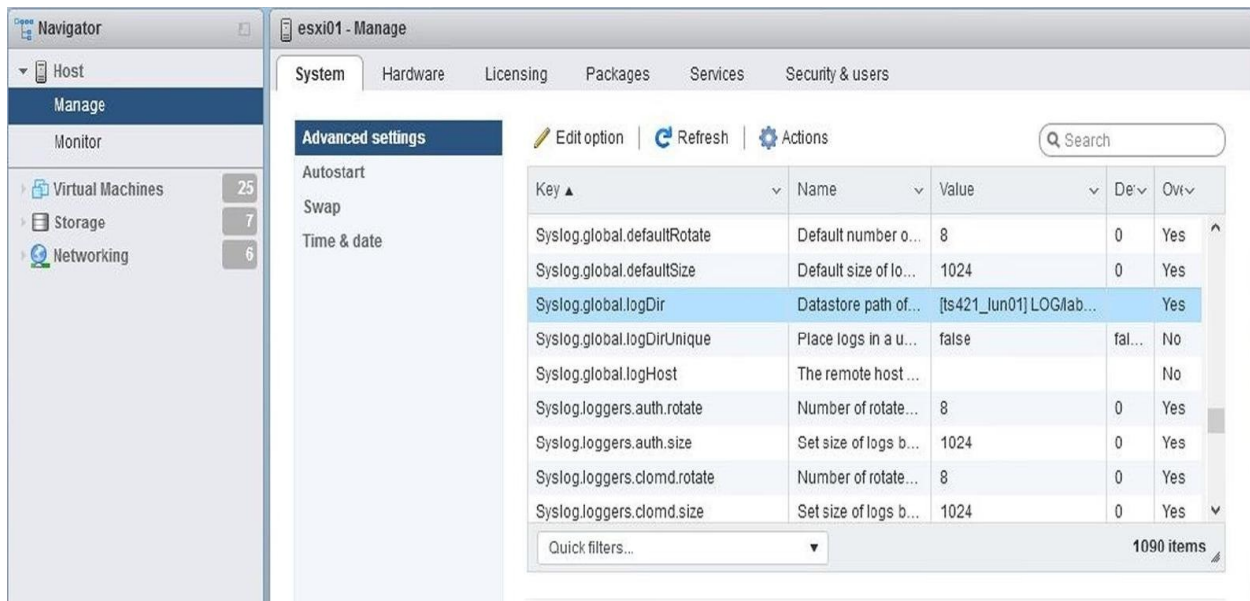 Navigator
Host
Manage
Monitor
Virtual Machines 25
Storage 7
Networking 6
esxi01 - Manage
System Hardware Licensing Packages Services Security & users
Advanced settings
Autostart
Swap
Time & date
Edit option | Refresh | Actions Search
Key Name Value De Ove
Syslog.global.defaultRotate Default number o... 8 0 Yes
Syslog.global.defaultSize Default size of lo... 1024 0 Yes
Syslog.global.logDir Datastore path of... [ts421_lun01] LOG/lab... Yes
Syslog.global.logDirUnique Place logs in a u... false fal... No
Syslog.global.logHost The remote host ... No
Syslog.loggers.auth.rotate Number of rotate... 8 0 Yes
Syslog.loggers.auth.size Set size of logs b... 1024 0 Yes
Syslog.loggers.clomd.rotate Number of rotate... 8 0 Yes
Syslog.loggers.clomd.size Set size of logs b... 1024 0 Yes
Quick filters... 1090 items